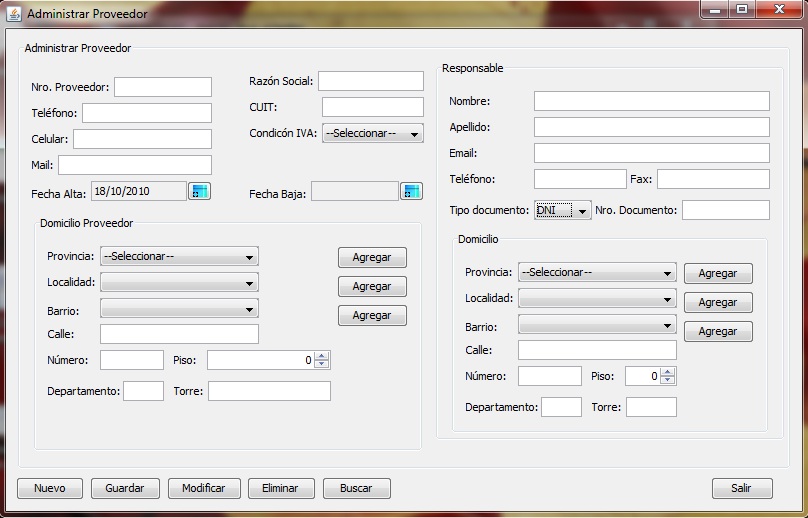 Administrar Proveedor
Administrar Proveedor
Nro. Proveedor:
Razón Social:
Teléfono:
CUIT:
Celular:
Condicón IVA: --Seleccionar--
Mail:
Fecha Alta: 18/10/2010
Fecha Baja:
Domicilio Proveedor
Provincia: --Seleccionar-- Agregar
Localidad: Agregar
Barrio: Agregar
Calle:
Número: Piso: 0
Departamento: Torre:
Responsable
Nombre:
Apellido:
Email:
Teléfono: Fax:
Tipo documento: DNI Nro. Documento:
Domicilio
Provincia: --Seleccionar-- Agregar
Localidad: Agregar
Barrio: Agregar
Calle:
Número: Piso: 0
Departamento: Torre:
Nuevo Guardar Modificar Eliminar Buscar Salir